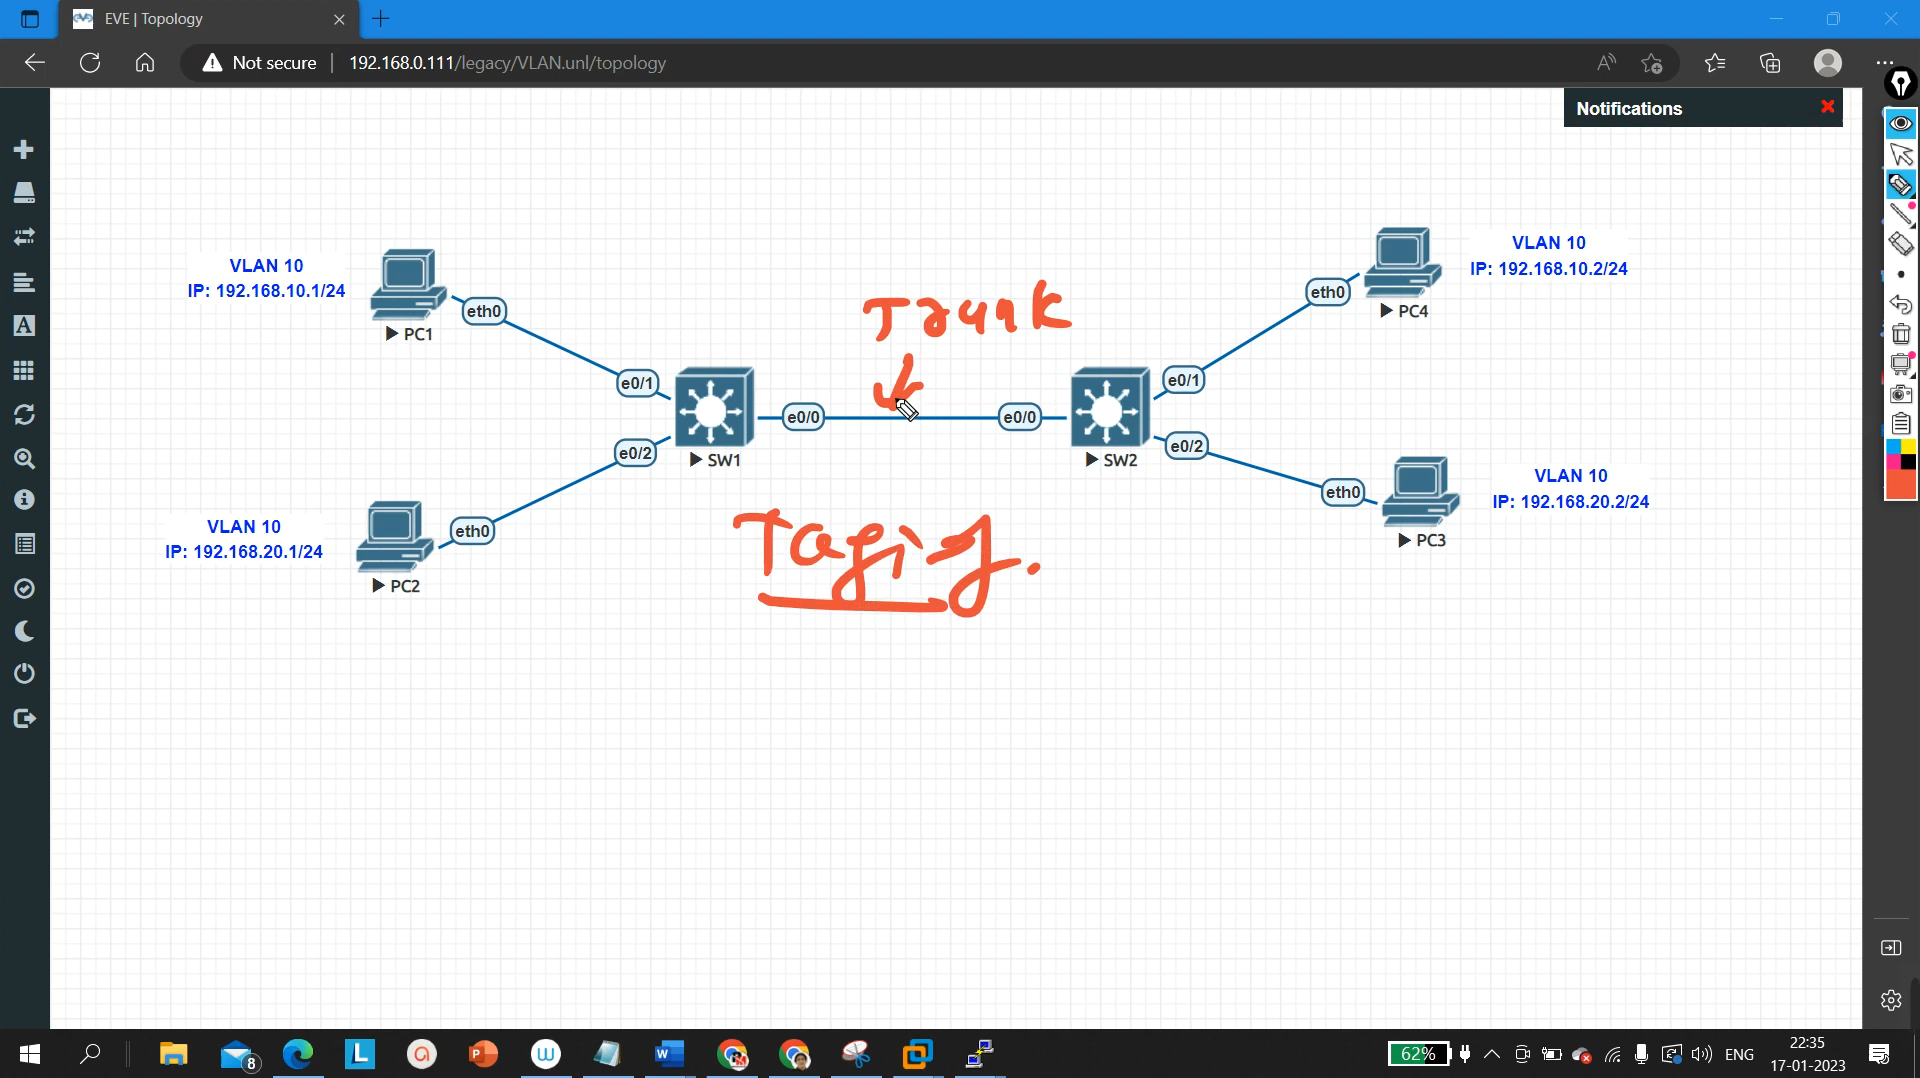 EVE | Topology
Not secure
192.168.0.111/legacy/VLAN.unl/topology
Notifications
VLAN 10
IP: 192.168.10.1/24
PC1
eth0
e0/1
VLAN 10
IP: 192.168.10.2/24
PC4
eth0
e0/1
Trunk
SW1
e0/0
e0/0
SW2
e0/2
e0/2
VLAN 10
IP: 192.168.20.1/24
PC2
eth0
VLAN 10
IP: 192.168.20.2/24
PC3
eth0
Taging.
8
62%
ENG
22:35
17-01-2023